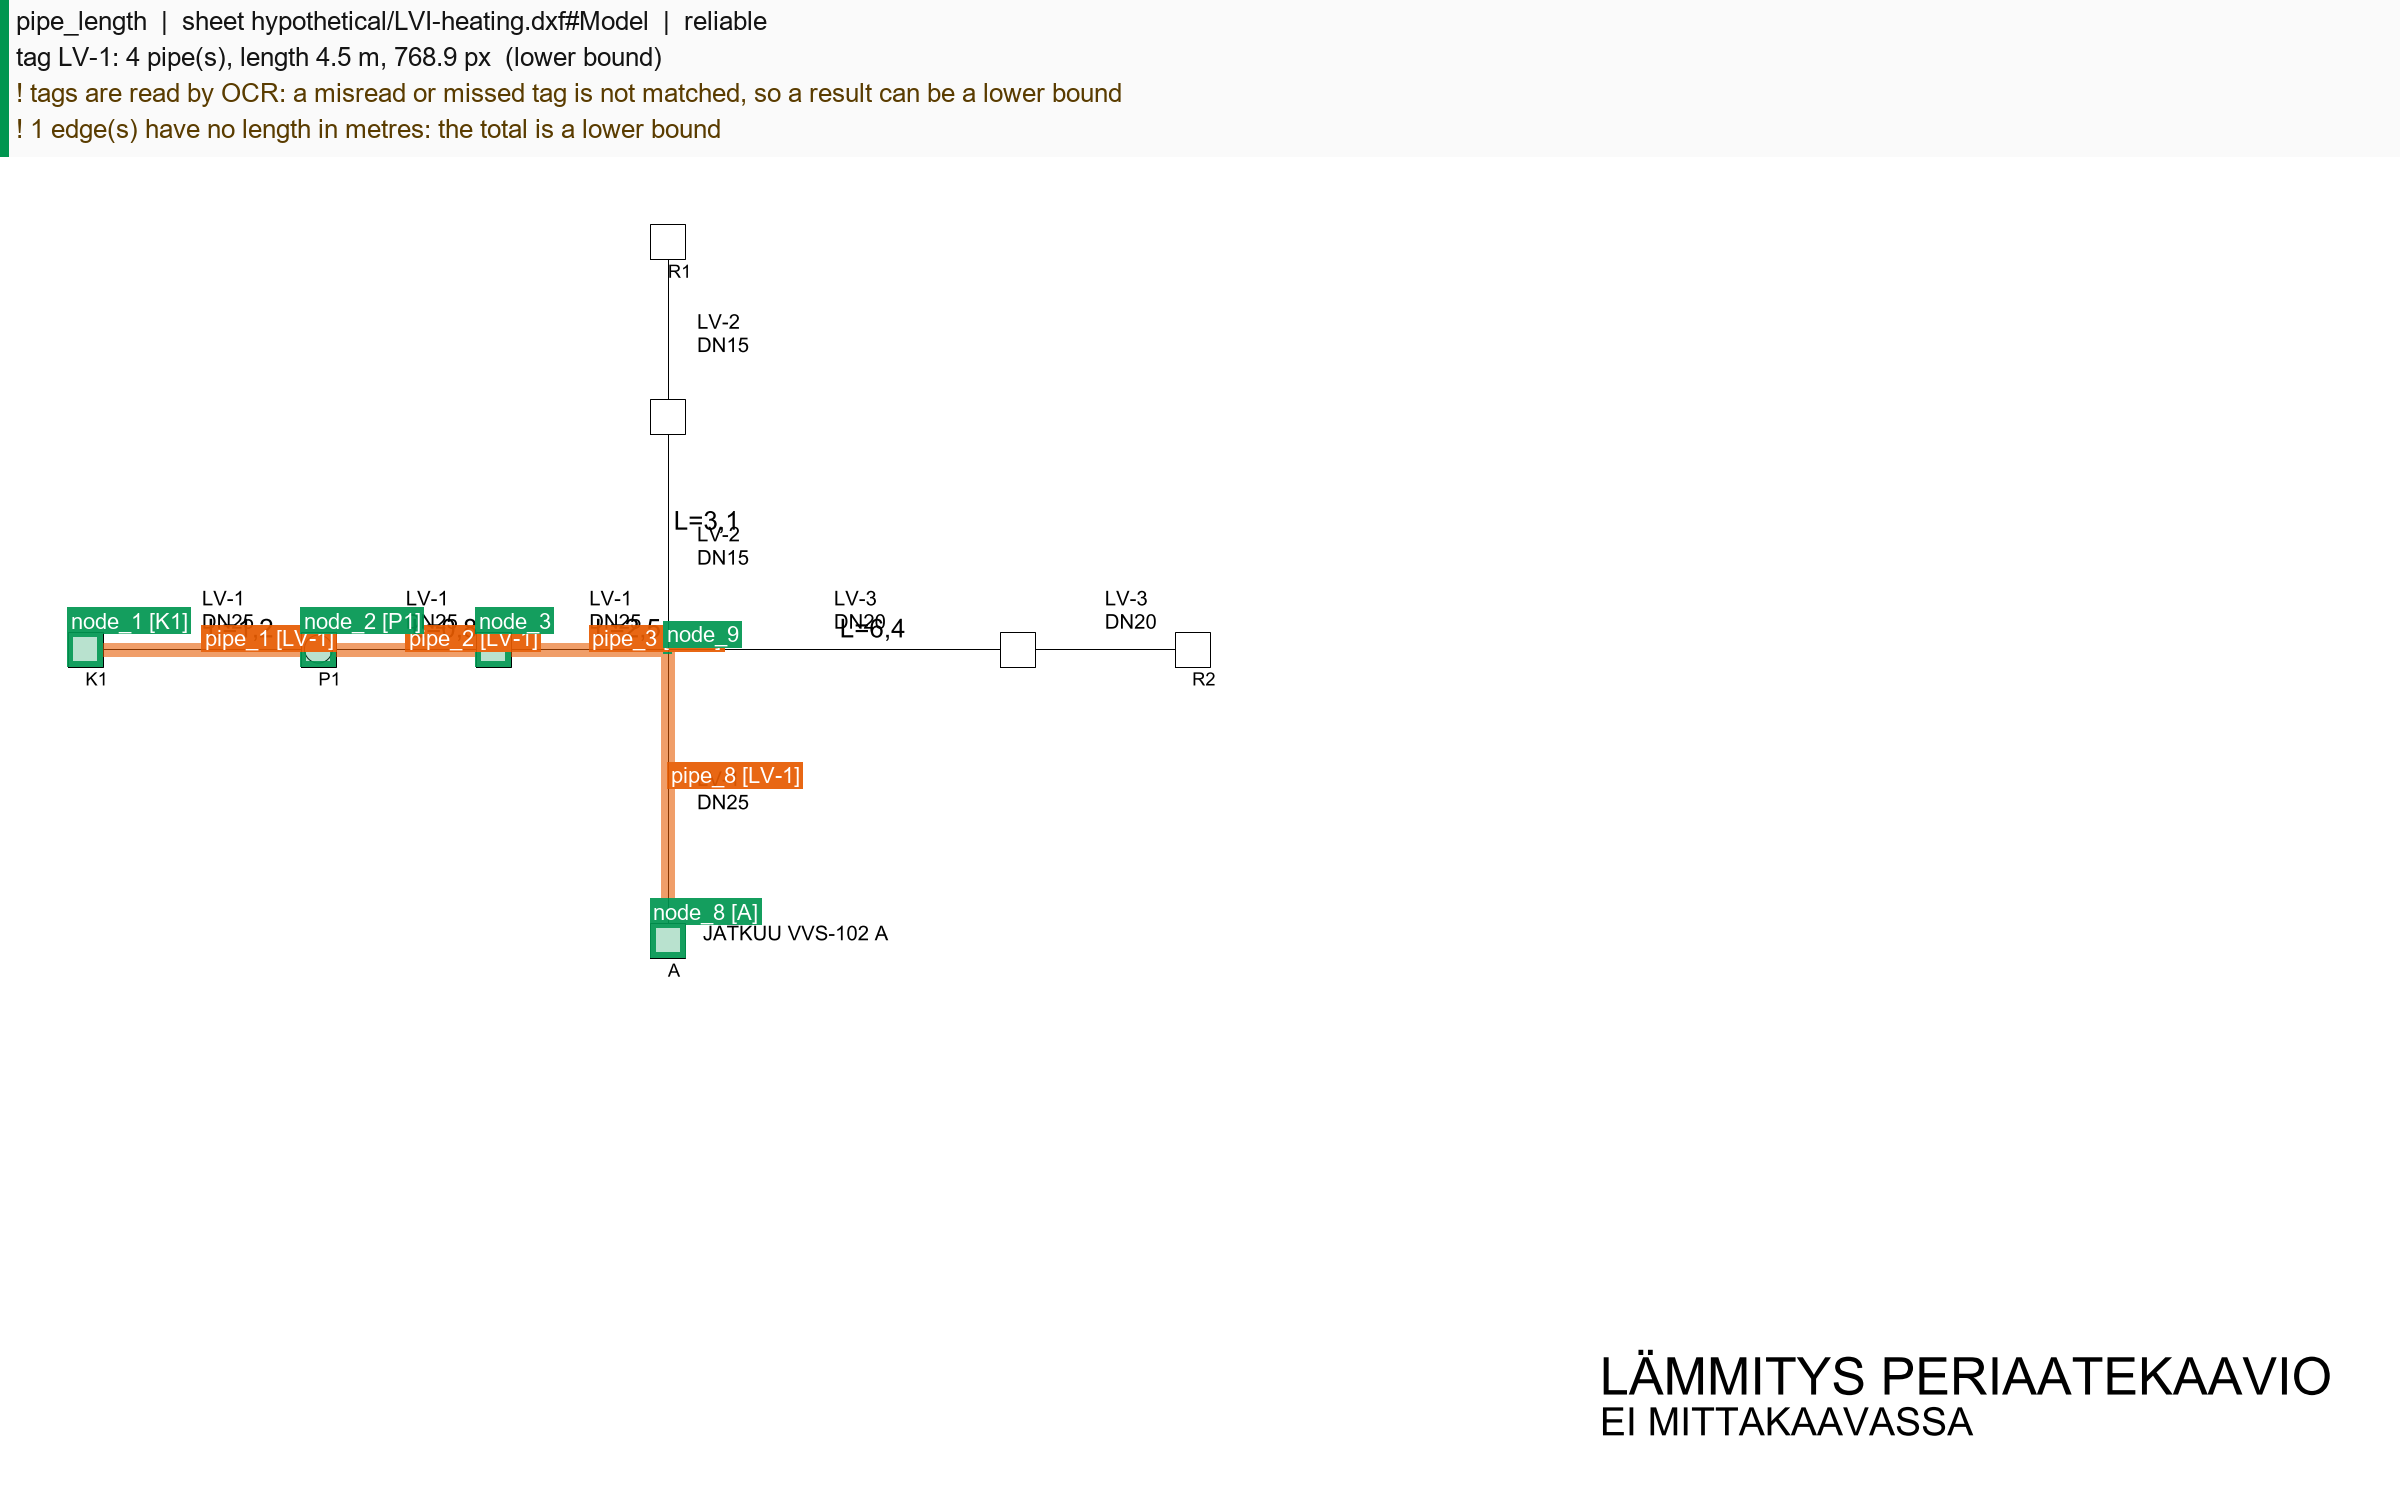 pipe_length | sheet hypothetical/LVI-heating.dxf#Model | reliable
tag LV-1: 4 pipe(s), length 4.5 m, 768.9 px (lower bound)
! tags are read by OCR: a misread or missed tag is not matched, so a result can be a lower bound
! 1 edge(s) have no length in metres: the total is a lower bound
R1
LV-2
DN15
L=3,1
LV-2
DN15
LV-1
LV-1
LV-1
LV-3
LV-3
DN25
DN25
DN20
DN20
node_1 [K1]
node_2 [P1]
node_3
node_9
L=6,4
pipe_1 [LV-1]
pipe_2 [LV-1]
pipe_3
K1
P1
R2
pipe_8 [LV-1]
DN25
node_8 [A]
JATKUU VVS-102 A
A
LÄMMITYS PERIAATEKAAVIO
EI MITTAKAAVASSA